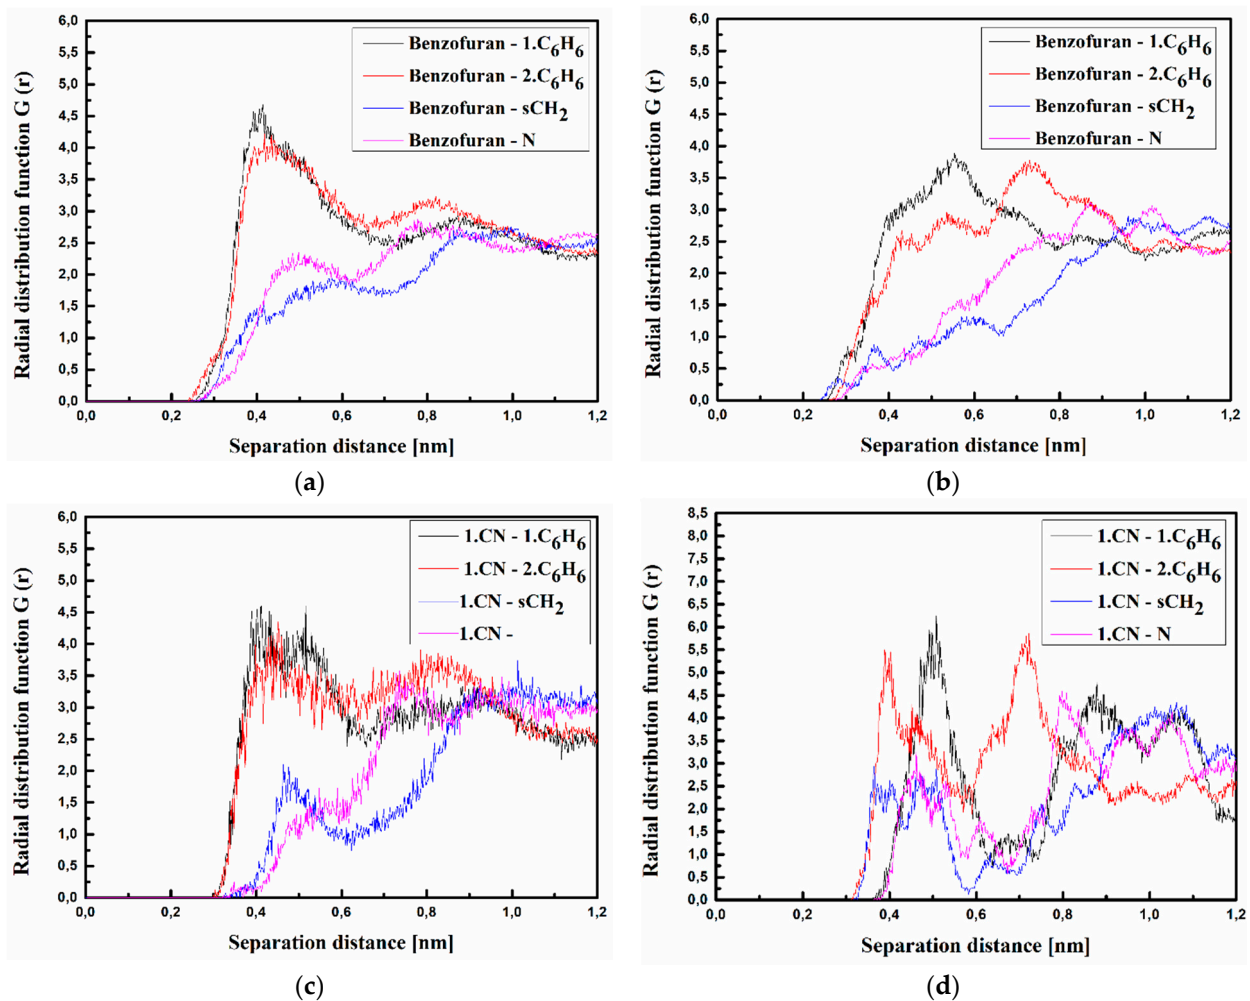 6,0
5,5
5,0
4,5
4,0
3,5
3,0
2,5
2,0
1,5
1,0
0,5
0,0
Radial distribution function G (r)
Benzofuran - 1.C6H6
Benzofuran - 2.C6H6
Benzofuran - sCH2
Benzofuran - N
0,0 0,2 0,4 0,6 0,8 1,0 1,2
Separation distance [nm]
(a)
6,0
5,5
5,0
4,5
4,0
3,5
3,0
2,5
2,0
1,5
1,0
0,5
0,0
Radial distribution function G (r)
Benzofuran - 1.C6H6
Benzofuran - 2.C6H6
Benzofuran - sCH2
Benzofuran - N
0,0 0,2 0,4 0,6 0,8 1,0 1,2
Separation distance [nm]
(b)
6,0
5,5
5,0
4,5
4,0
3,5
3,0
2,5
2,0
1,5
1,0
0,5
0,0
Radial distribution function G (r)
1.CN - 1.C6H6
1.CN - 2.C6H6
1.CN - sCH2
1.CN -
0,0 0,2 0,4 0,6 0,8 1,0 1,2
Separation distance [nm]
(c)
8,5
8,0
7,5
7,0
6,5
6,0
5,5
5,0
4,5
4,0
3,5
3,0
2,5
2,0
1,5
1,0
0,5
0,0
Radial distribution function G (r)
1.CN - 1.C6H6
1.CN - 2.C6H6
1.CN - sCH2
1.CN - N
0,0 0,2 0,4 0,6 0,8 1,0 1,2
Separation distance [nm]
(d)